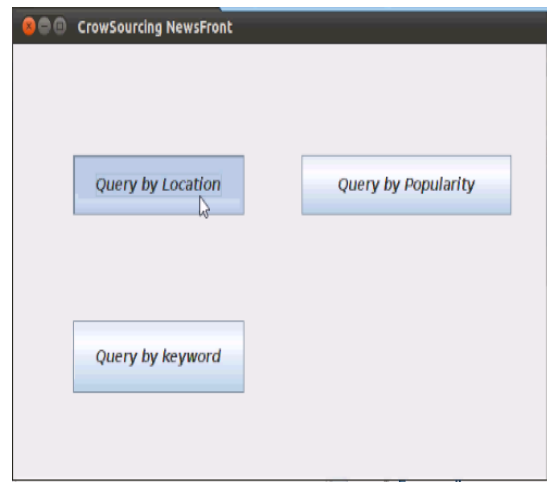 CrowSourcing NewsFront
Query by Location
Query by Popularity
Query by keyword